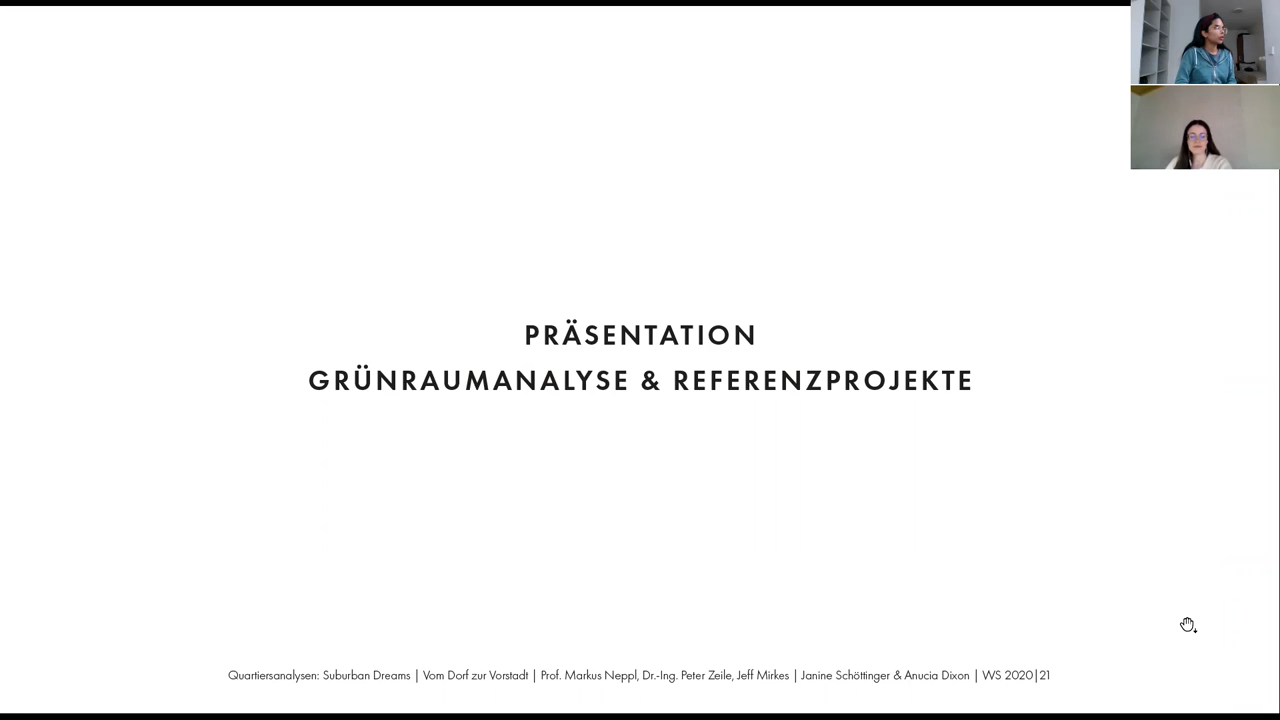 PRÄSENTATION
GRÜNRAUMANALYSE & REFERENZPROJEKTE
Quartiersanalysen: Suburban Dreams | Vom Dorf zur Vorstadt | Prof. Markus Neppl, Dr.-Ing. Peter Zeile, Jeff Mirkes | Janine Schöttinger & Anucia Dixon | WS 2020|21